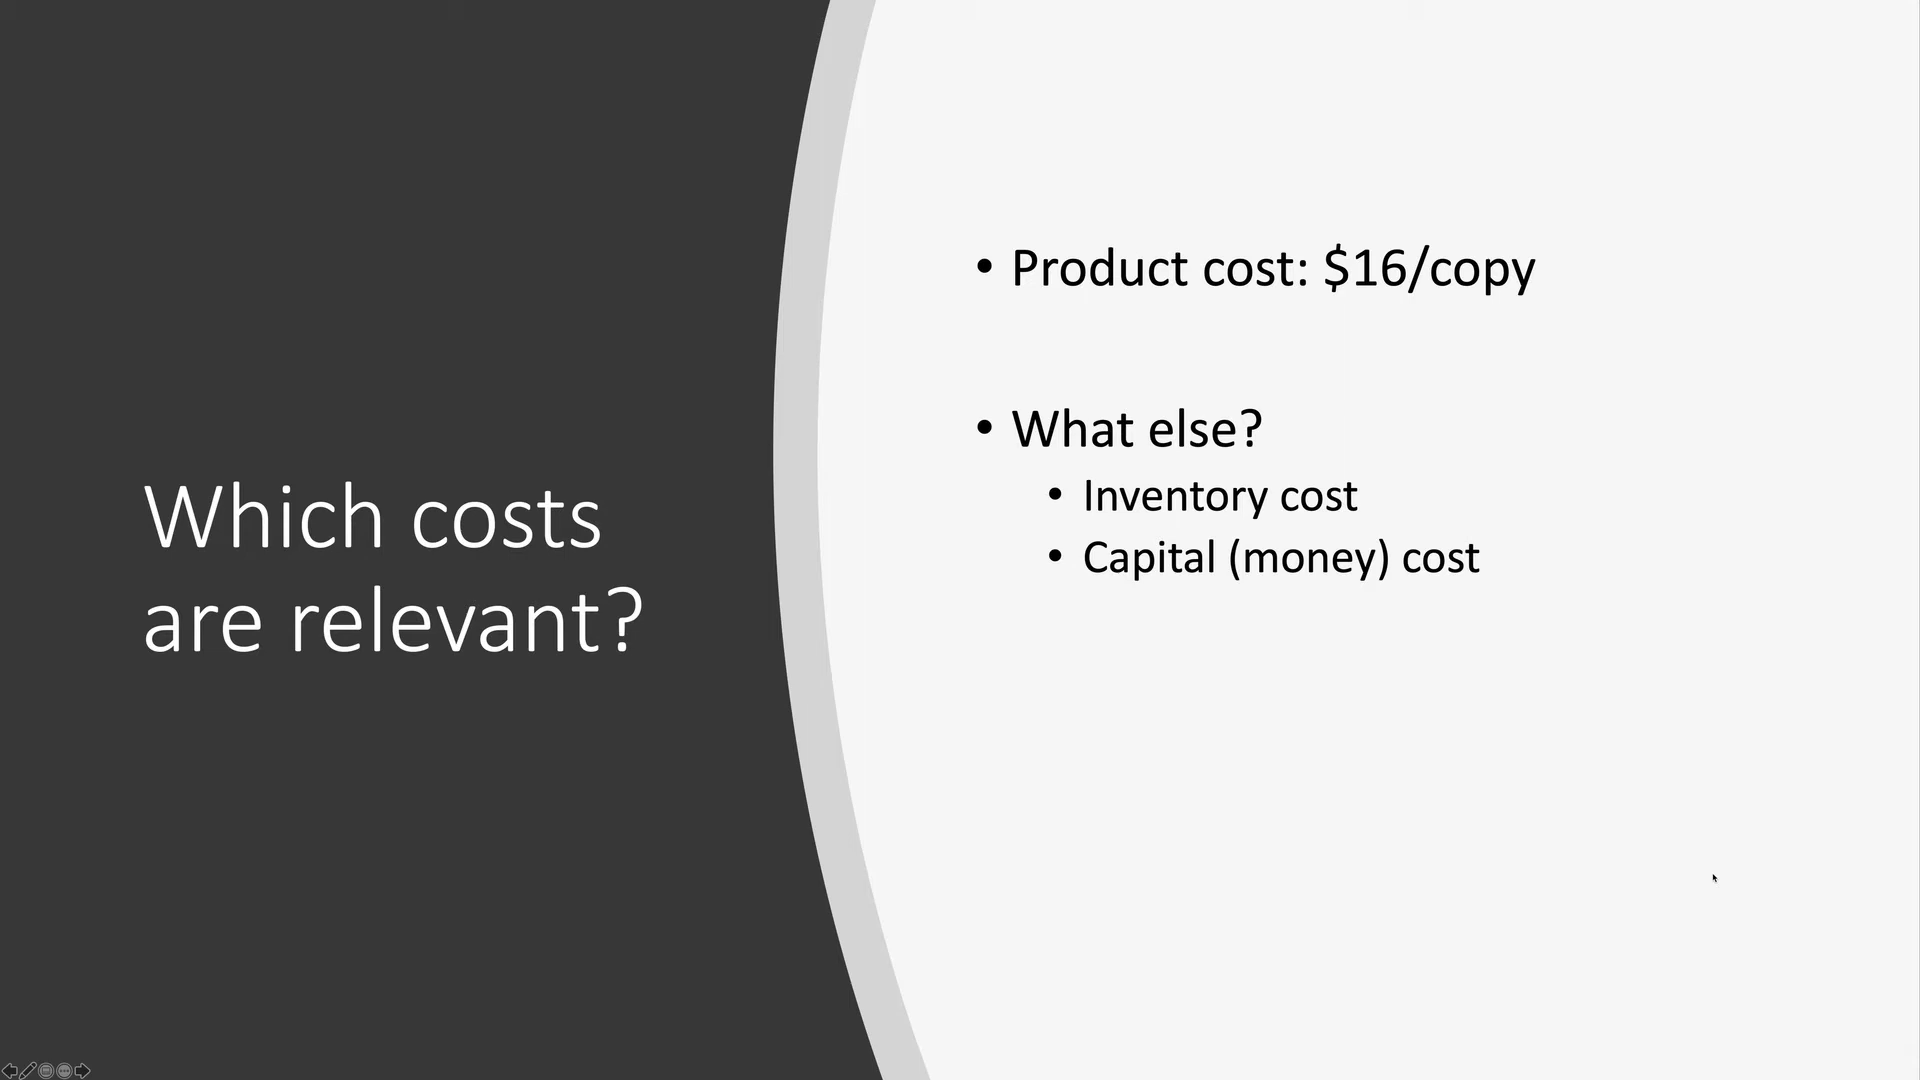 Which costs
are relevant?
• Product cost: $16/copy
• What else?
• Inventory cost
• Capital (money) cost